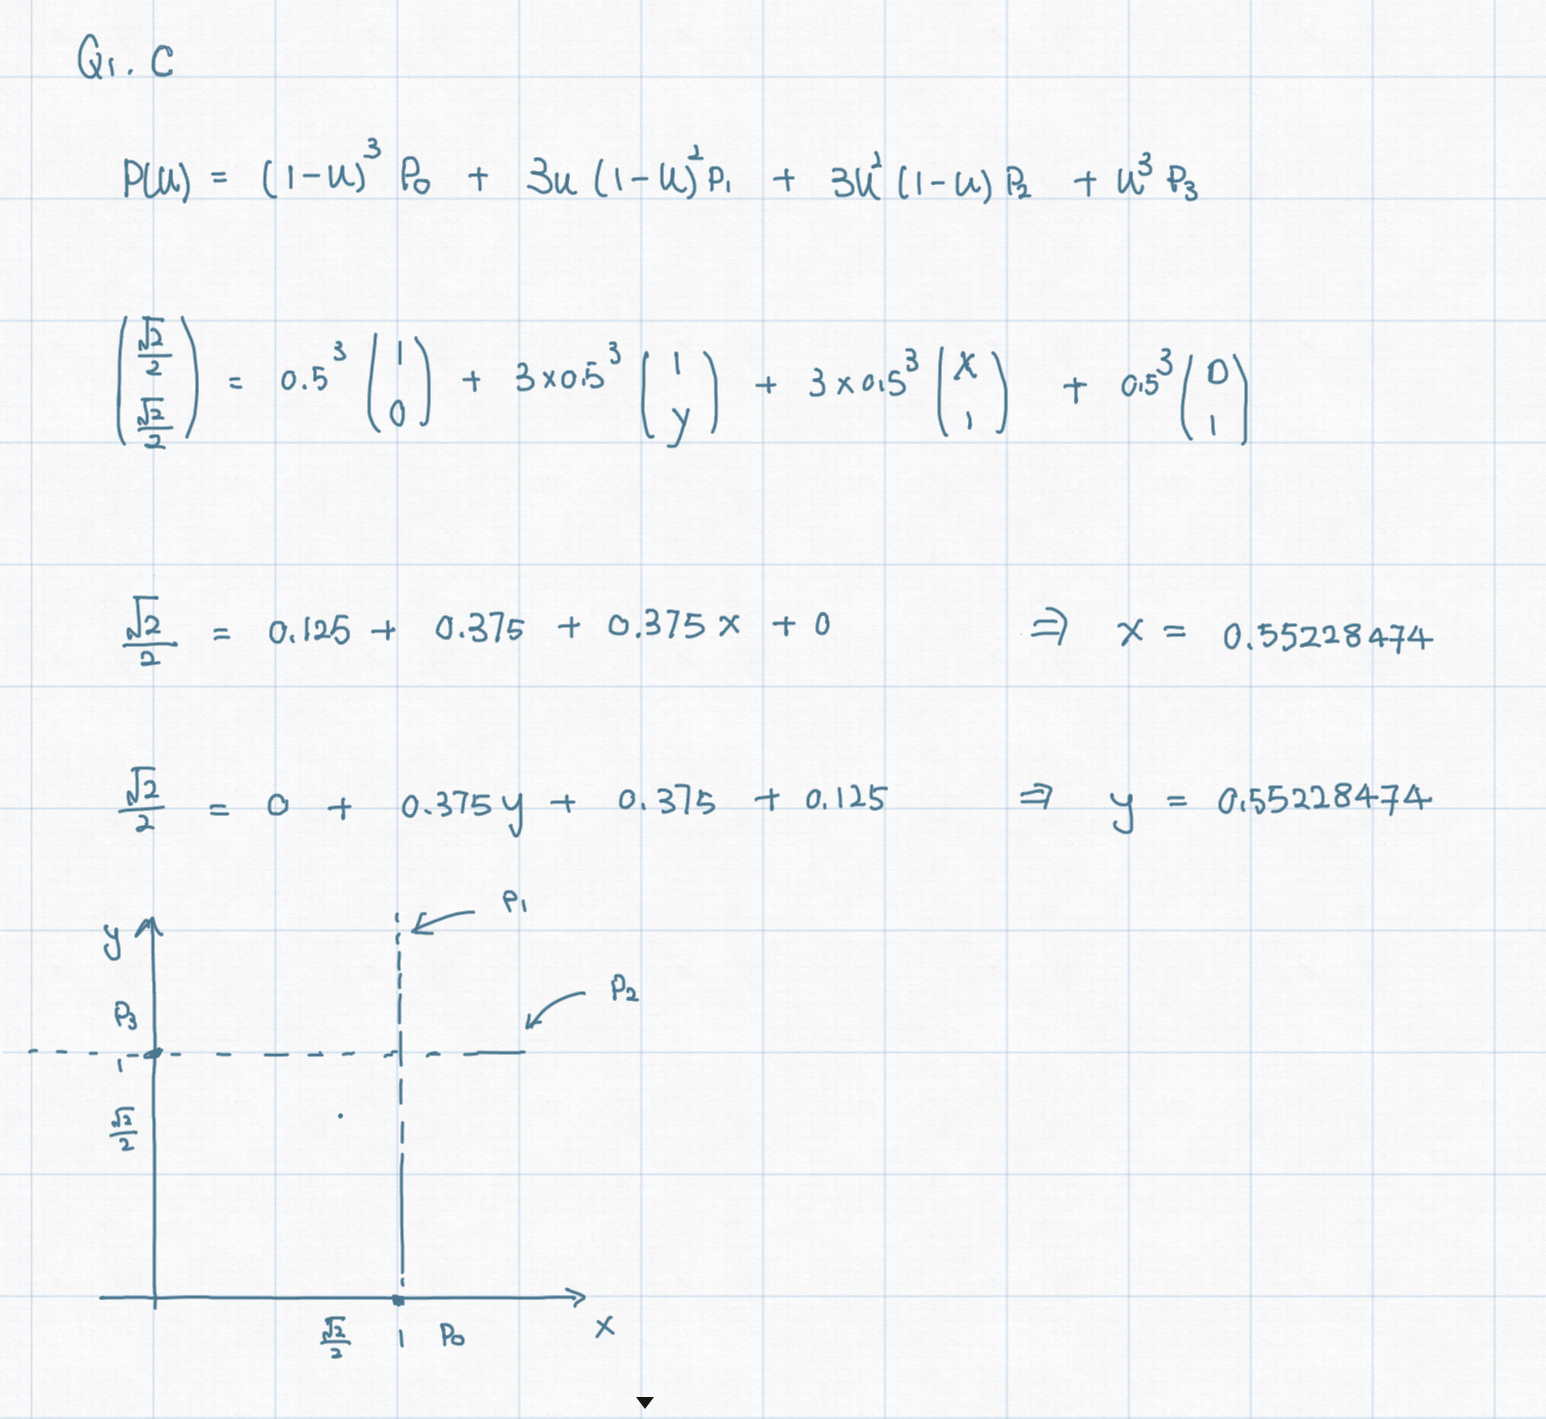 Q1. C
P(u) = (1-u)³ P₀ + 3u (1-u)² P₁ + 3u² (1-u) P₂ + u³ P₃
(√2/2, √2/2) = 0.5³ (1, 0) + 3×0.5³ (1, y) + 3×0.5³ (x, 1) + 0.5³ (0, 1)
√2/2 = 0.125 + 0.375 + 0.375 x + 0 ⇒ x = 0.55228474
√2/2 = 0 + 0.375 y + 0.375 + 0.125 ⇒ y = 0.55228474
P₁
y
P₂
P₃
1
√2/2
√2/2 1 P₀ x